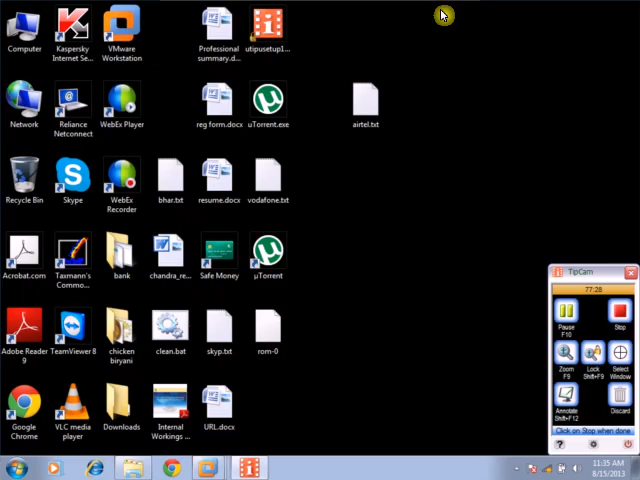 Computer
Kaspersky
Internet Se...
VMware
Workstation
Professional
summary.d...
utipusetup1...
Network
Reliance
Netconnect
WebEx Player
reg form.docx
uTorrent.exe
airtel.txt
Recycle Bin
Skype
WebEx
Recorder
bhar.txt
resume.docx
vodafone.txt
Acrobat.com
Taxmann's
Commo...
bank
chandra_re...
Safe Money
µTorrent
Adobe Reader
9
TeamViewer 8
chicken
biryani
clean.bat
skyp.txt
rom-0
Google
Chrome
VLC media
player
Downloads
Internal
Workings ...
URL.docx
TipCam
77:28
Pause
F10
Stop
Zoom
F9
Lock
Shift+F9
Select
Window
Annotate
Shift+F12
Discard
Click on Stop when done
11:35 AM
8/15/2013